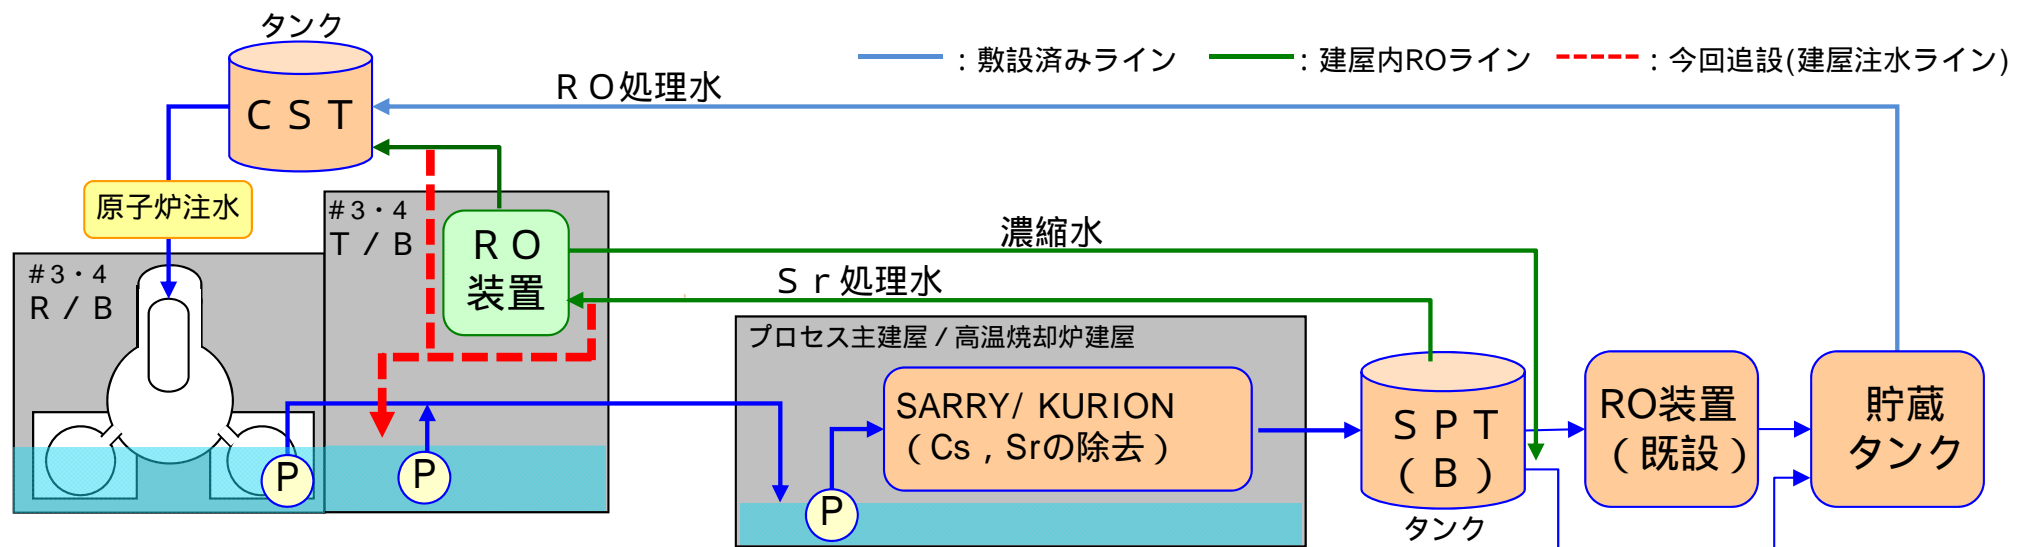 タンク
：敷設済みライン
：建屋内ROライン
：今回追設(建屋注水ライン)
ＲＯ処理水
ＣＳＴ
原子炉注水
#3・4
Ｔ／Ｂ
ＲＯ
装置
濃縮水
Ｓｒ処理水
#3・4
Ｒ／Ｂ
プロセス主建屋／高温焼却炉建屋
SARRY/ KURION
（Cs，Srの除去）
ＳＰＴ
（Ｂ）
タンク
RO装置
（既設）
貯蔵
タンク
P
P
P